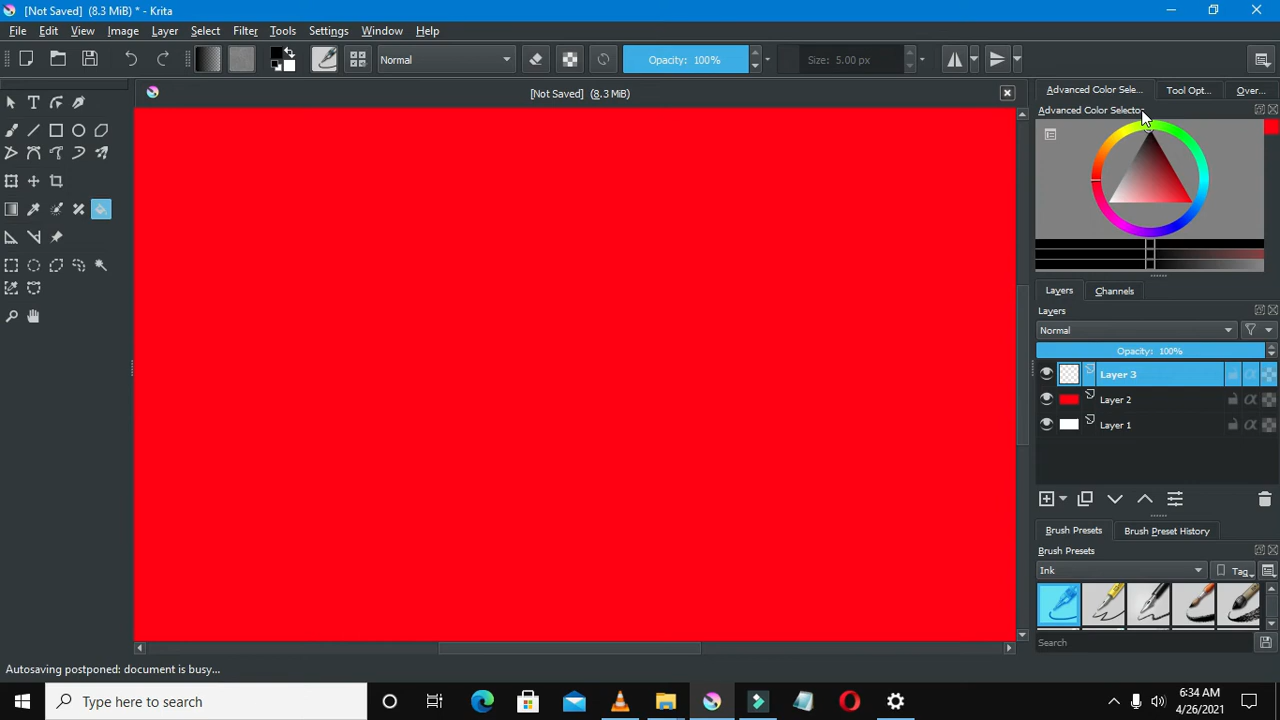 [Not Saved] (8.3 MiB) * - Krita
File Edit View Image Layer Select Filter Tools Settings Window Help
Normal Opacity: 100% Size: 5.00 px
[Not Saved] (8.3 MiB)
Advanced Color Sele... Tool Opt... Over...
Advanced Color Selector
Layers Channels
Layers
Normal
Opacity: 100%
Layer 3
Layer 2
Layer 1
Brush Presets Brush Preset History
Brush Presets
Ink Tag
Search
Autosaving postponed: document is busy...
Type here to search
6:34 AM
4/26/2021